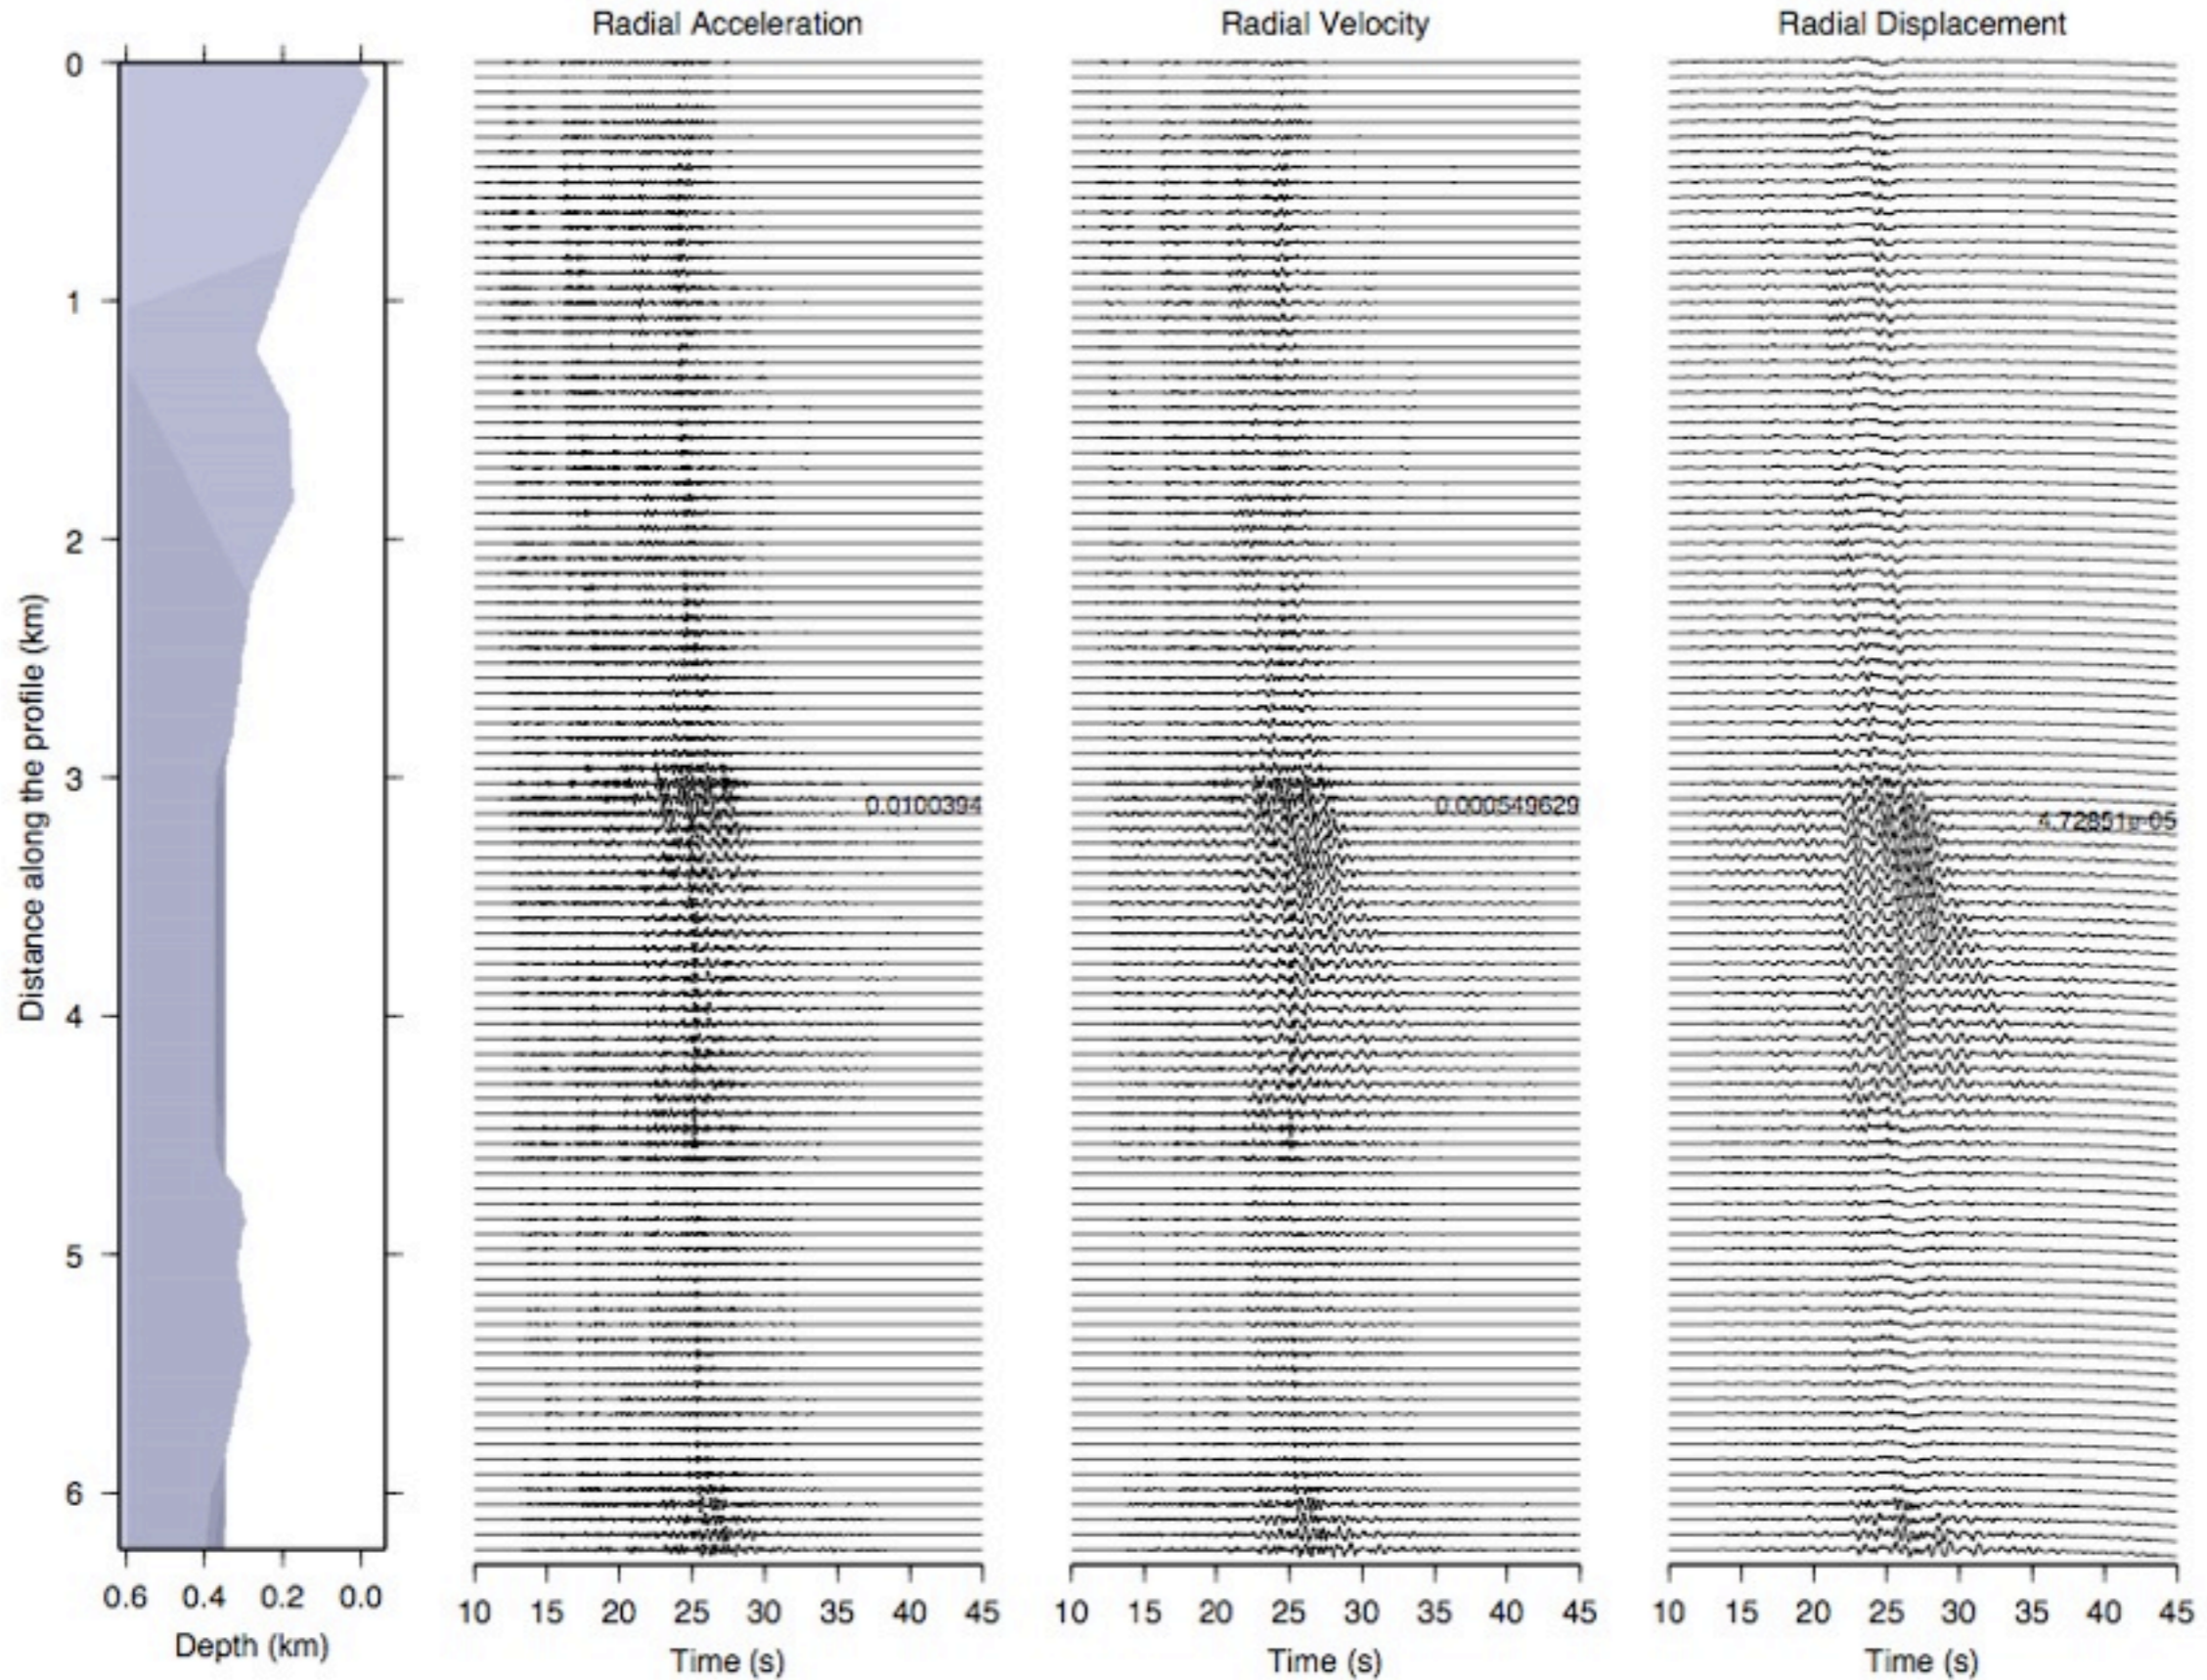 Radial Acceleration
Radial Velocity
Radial Displacement
Distance along the profile (km)
0
1
2
3
4
5
6
0.0100394
0.000549629
4.72851e-05
0.6 0.4 0.2 0.0
Depth (km)
10 15 20 25 30 35 40 45
Time (s)
10 15 20 25 30 35 40 45
Time (s)
10 15 20 25 30 35 40 45
Time (s)